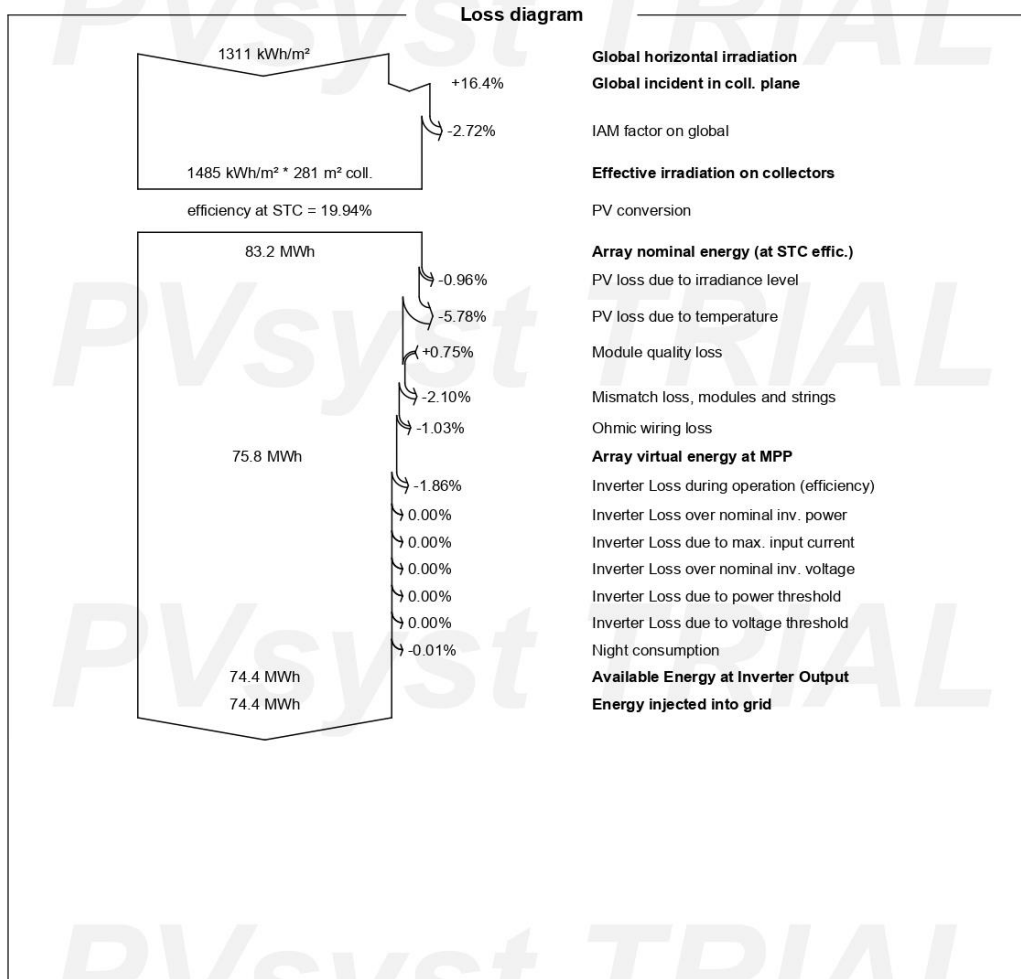 Loss diagram
1311 kWh/m² Global horizontal irradiation
+16.4% Global incident in coll. plane
-2.72% IAM factor on global
1485 kWh/m² * 281 m² coll. Effective irradiation on collectors
efficiency at STC = 19.94% PV conversion
83.2 MWh Array nominal energy (at STC effic.)
-0.96% PV loss due to irradiance level
-5.78% PV loss due to temperature
+0.75% Module quality loss
-2.10% Mismatch loss, modules and strings
-1.03% Ohmic wiring loss
75.8 MWh Array virtual energy at MPP
-1.86% Inverter Loss during operation (efficiency)
0.00% Inverter Loss over nominal inv. power
0.00% Inverter Loss due to max. input current
0.00% Inverter Loss over nominal inv. voltage
0.00% Inverter Loss due to power threshold
0.00% Inverter Loss due to voltage threshold
-0.01% Night consumption
74.4 MWh Available Energy at Inverter Output
74.4 MWh Energy injected into grid
PVsyst TRIAL
PVsyst TRIAL
PVsyst TRIAL
PVsyst TRIAL